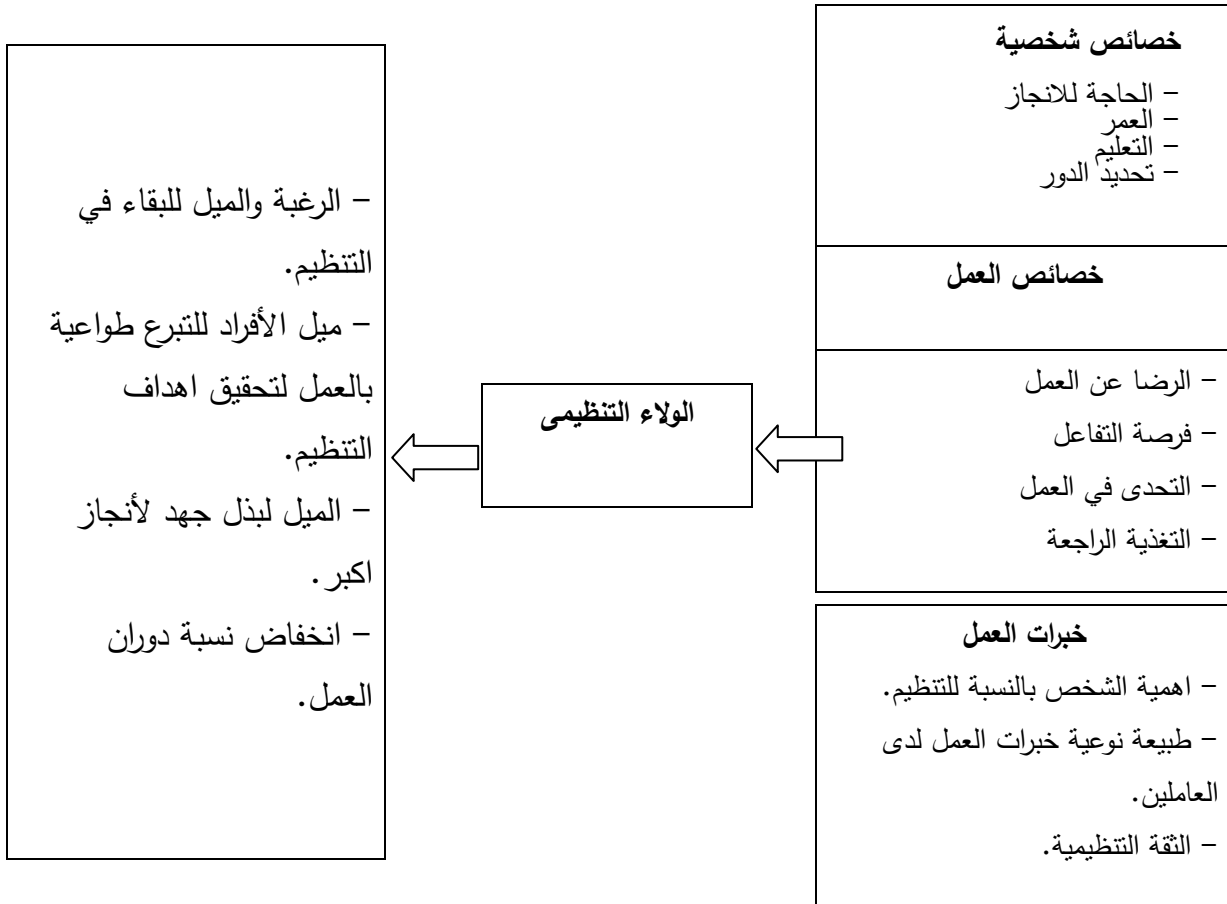 خصائص شخصية
- الحاجة للانجاز
- العمر
- التعليم
- تحديد الدور
خصائص العمل
- الرضا عن العمل
- فرصة التفاعل
- التحدى في العمل
- التغذية الراجعة
خبرات العمل
- اهمية الشخص بالنسبة للتنظيم.
- طبيعة نوعية خبرات العمل لدى
العاملين.
- الثقة التنظيمية.
الولاء التنظيمى
- الرغبة والميل للبقاء في
التنظيم.
- ميل الأفراد للتبرع طواعية
بالعمل لتحقيق اهداف
التنظيم.
- الميل لبذل جهد لأنجاز
اكبر.
- انخفاض نسبة دوران
العمل.